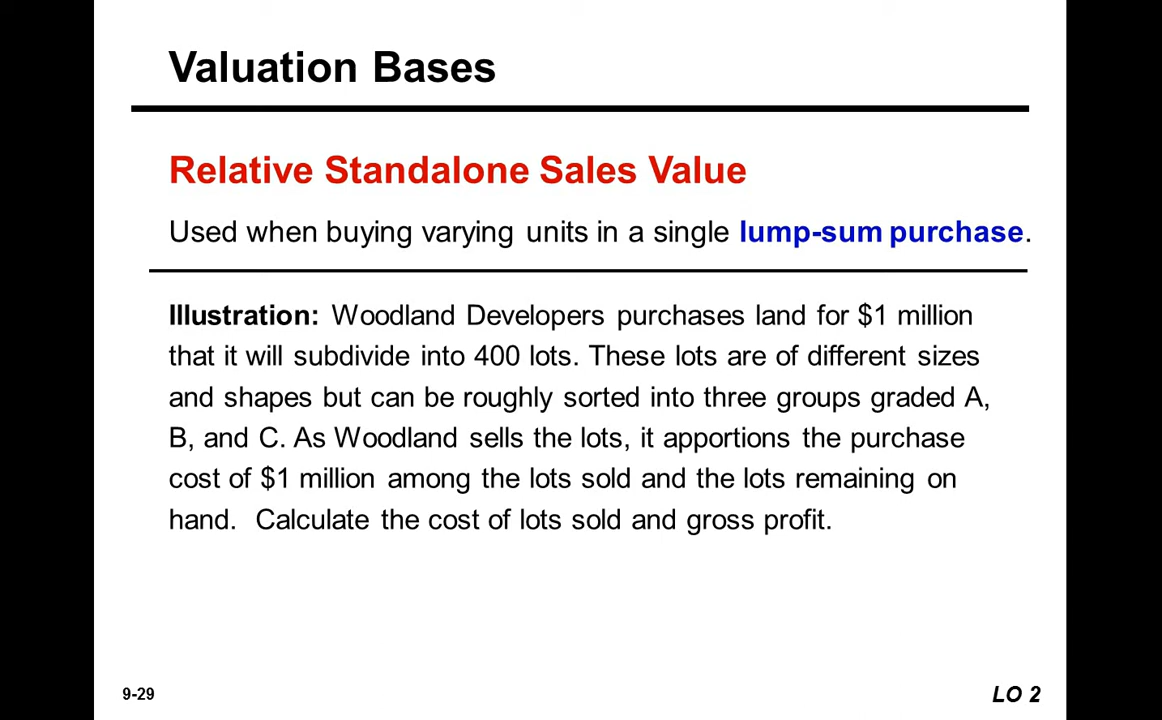 Valuation Bases
Relative Standalone Sales Value
Used when buying varying units in a single lump-sum purchase.
Illustration: Woodland Developers purchases land for $1 million
that it will subdivide into 400 lots. These lots are of different sizes
and shapes but can be roughly sorted into three groups graded A,
B, and C. As Woodland sells the lots, it apportions the purchase
cost of $1 million among the lots sold and the lots remaining on
hand. Calculate the cost of lots sold and gross profit.
9-29
LO 2